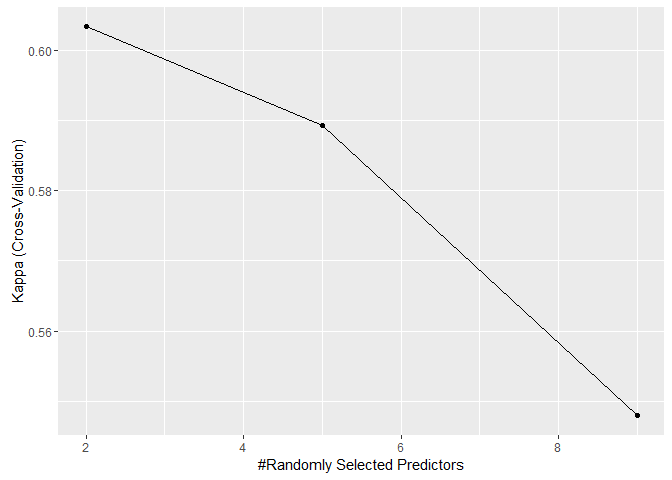 0.60
0.58
0.56
Kappa (Cross-Validation)
2 4 6 8
#Randomly Selected Predictors